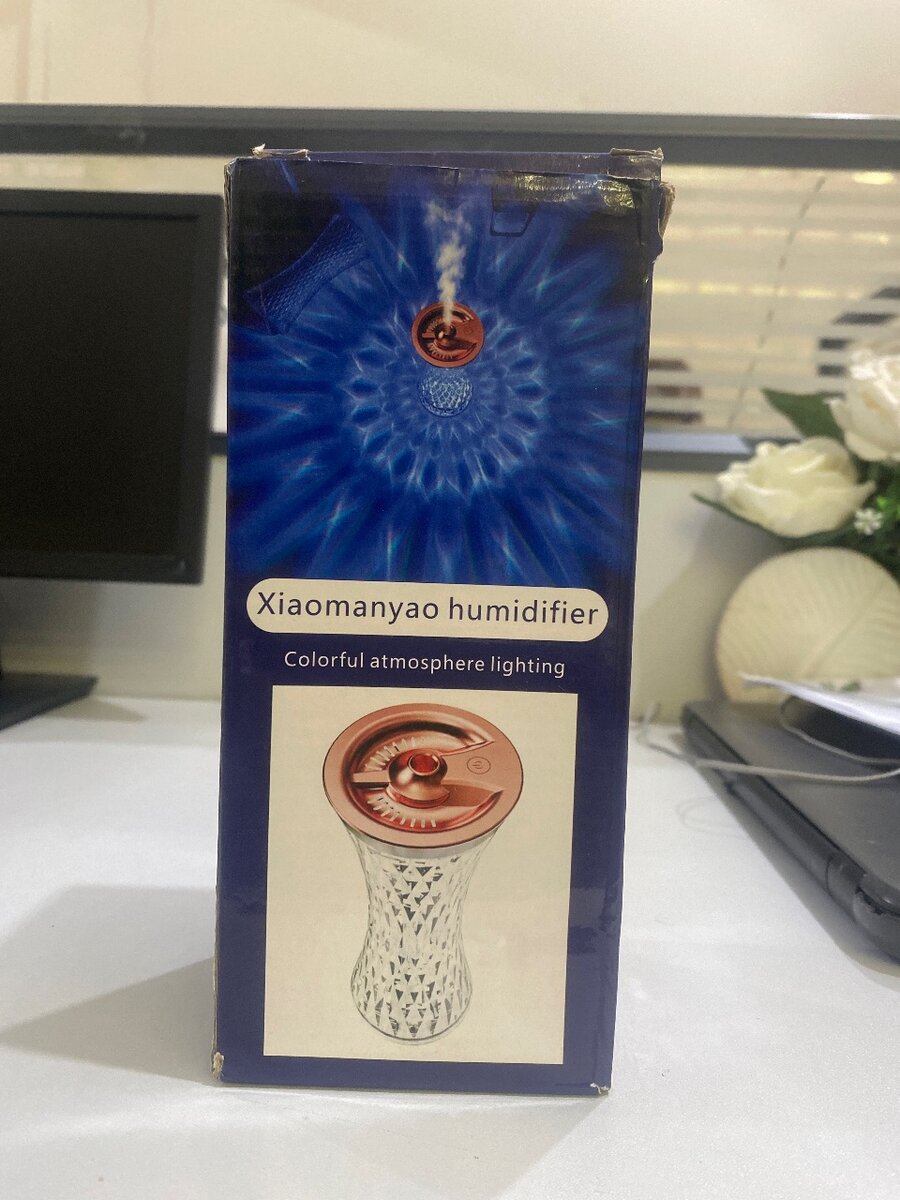 Xiaomanyao humidifier
Colorful atmosphere lighting